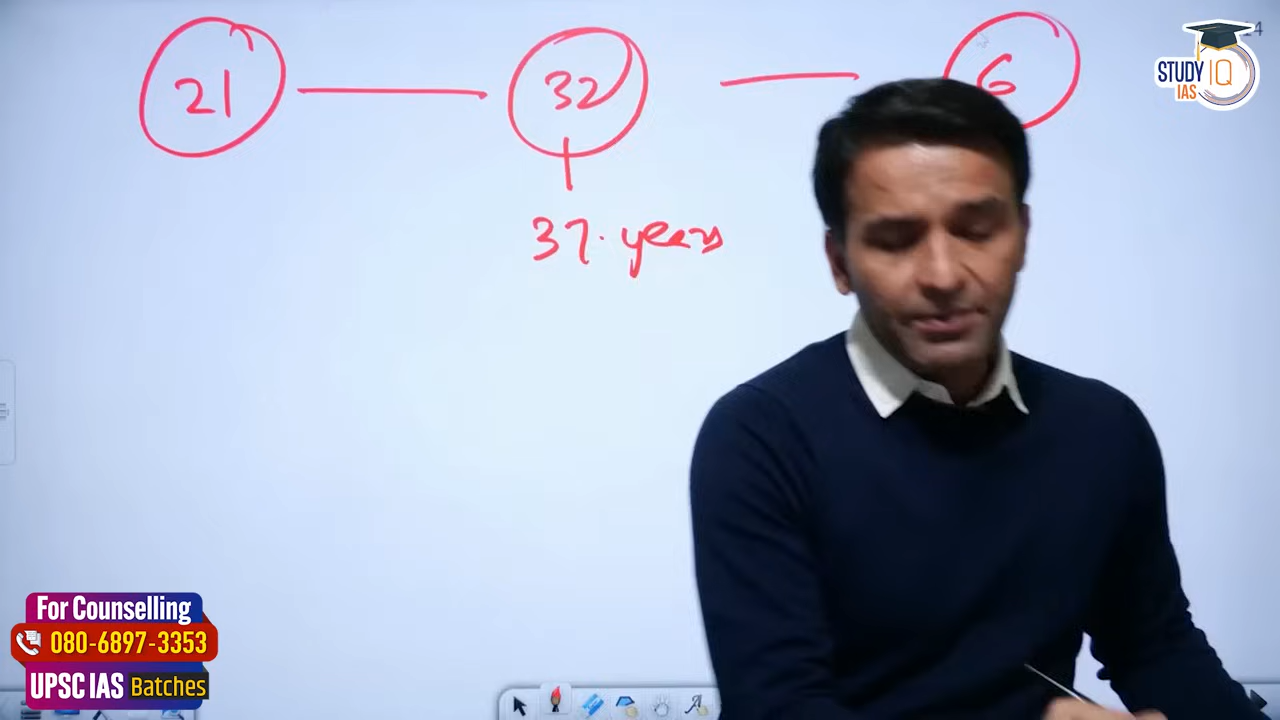 21 — 32 — 6
37. years
STUDY IQ
IAS
For Counselling
080-6897-3353
UPSC IAS Batches